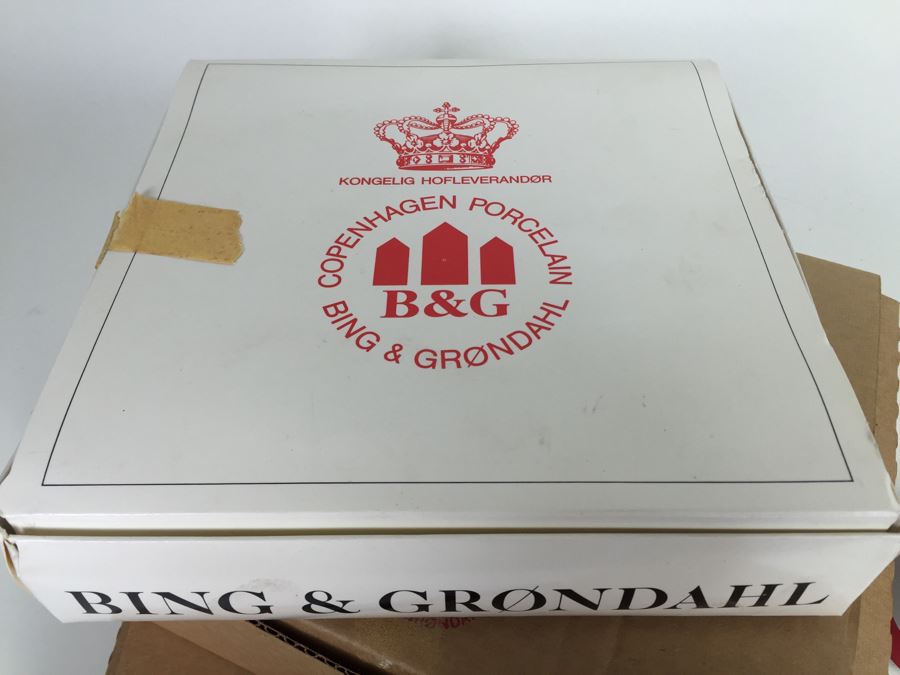 KONGELIG HOFLEVERANDØR
COPENHAGEN PORCELAIN
B&G
BING & GRØNDAHL
BING & GRØNDAHL